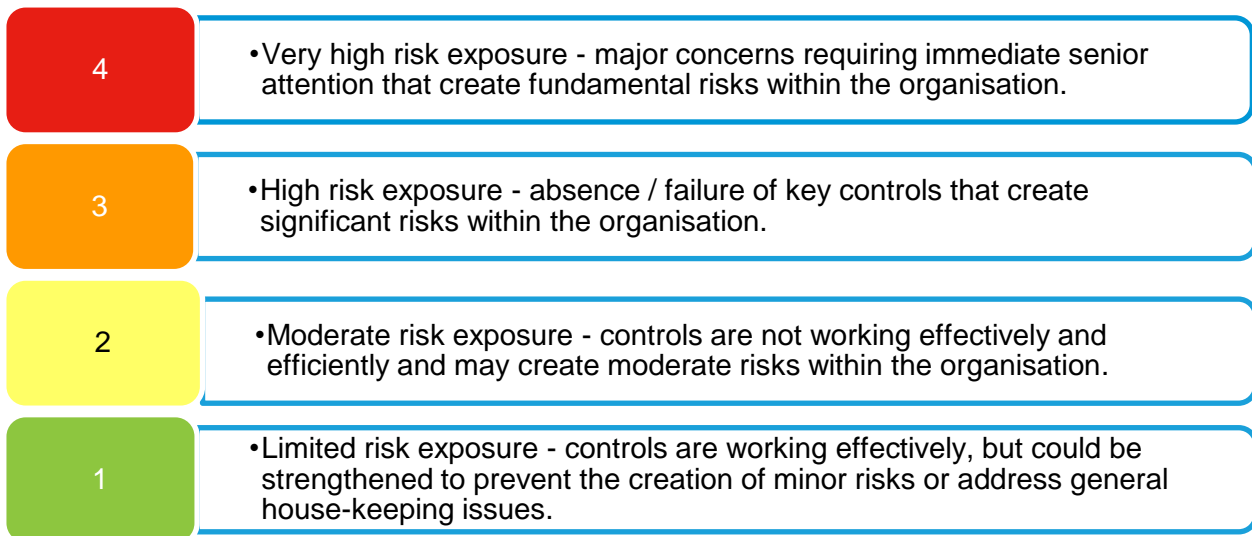 4
•Very high risk exposure - major concerns requiring immediate senior
attention that create fundamental risks within the organisation.
3
•High risk exposure - absence / failure of key controls that create
significant risks within the organisation.
2
•Moderate risk exposure - controls are not working effectively and
efficiently and may create moderate risks within the organisation.
1
•Limited risk exposure - controls are working effectively, but could be
strengthened to prevent the creation of minor risks or address general
house-keeping issues.